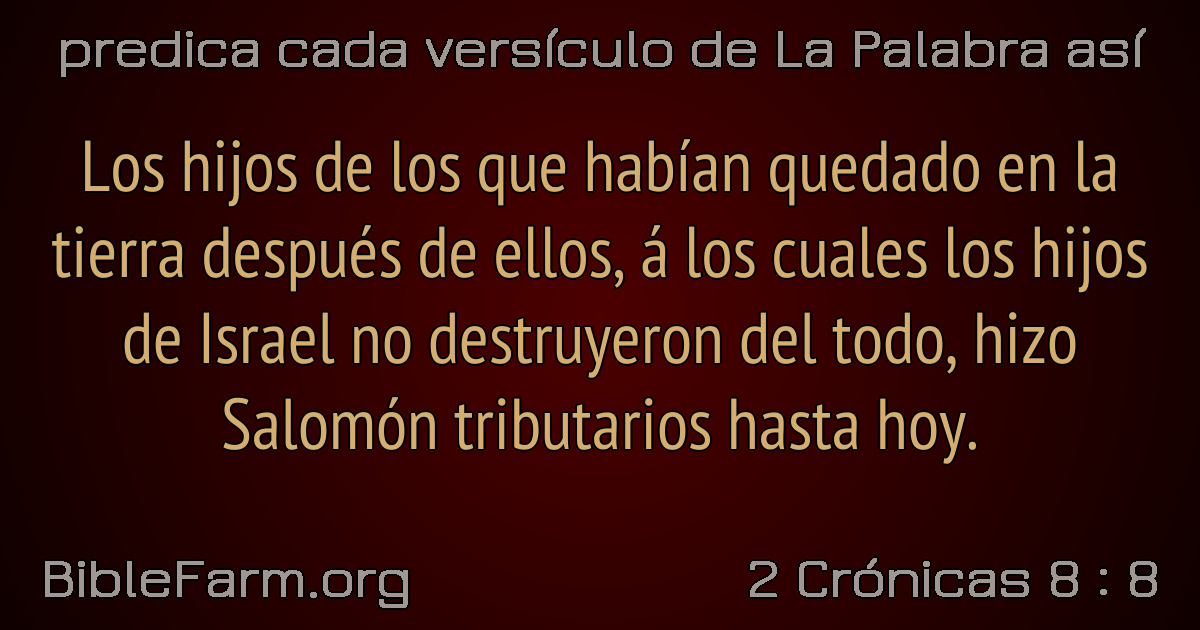 predica cada versículo de La Palabra así
Los hijos de los que habían quedado en la
tierra después de ellos, á los cuales los hijos
de Israel no destruyeron del todo, hizo
Salomón tributarios hasta hoy.
BibleFarm.org
2 Crónicas 8 : 8